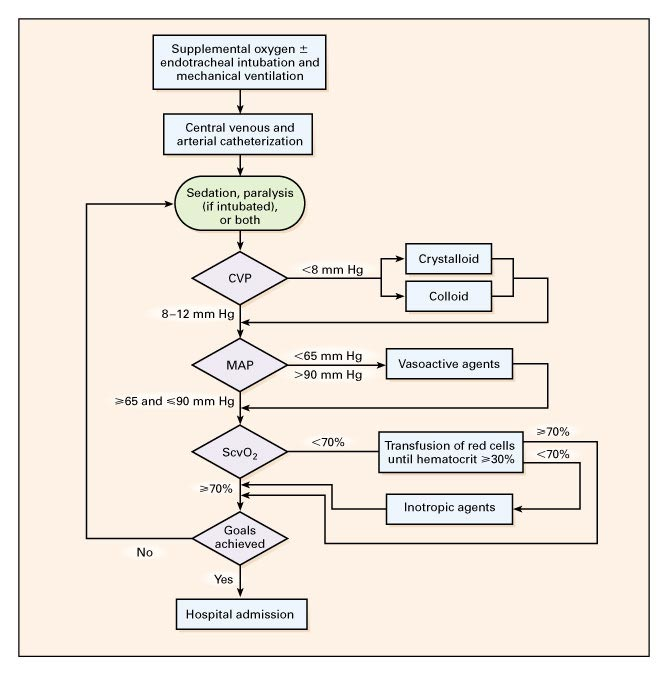 Supplemental oxygen ±
endotracheal intubation and
mechanical ventilation
Central venous and
arterial catheterization
Sedation, paralysis
(if intubated),
or both
CVP
<8 mm Hg
Crystalloid
Colloid
8–12 mm Hg
MAP
<65 mm Hg
>90 mm Hg
Vasoactive agents
⩾65 and ⩽90 mm Hg
ScvO₂
<70%
Transfusion of red cells
until hematocrit ⩾30%
⩾70%
<70%
⩾70%
Inotropic agents
Goals
achieved
No
Yes
Hospital admission